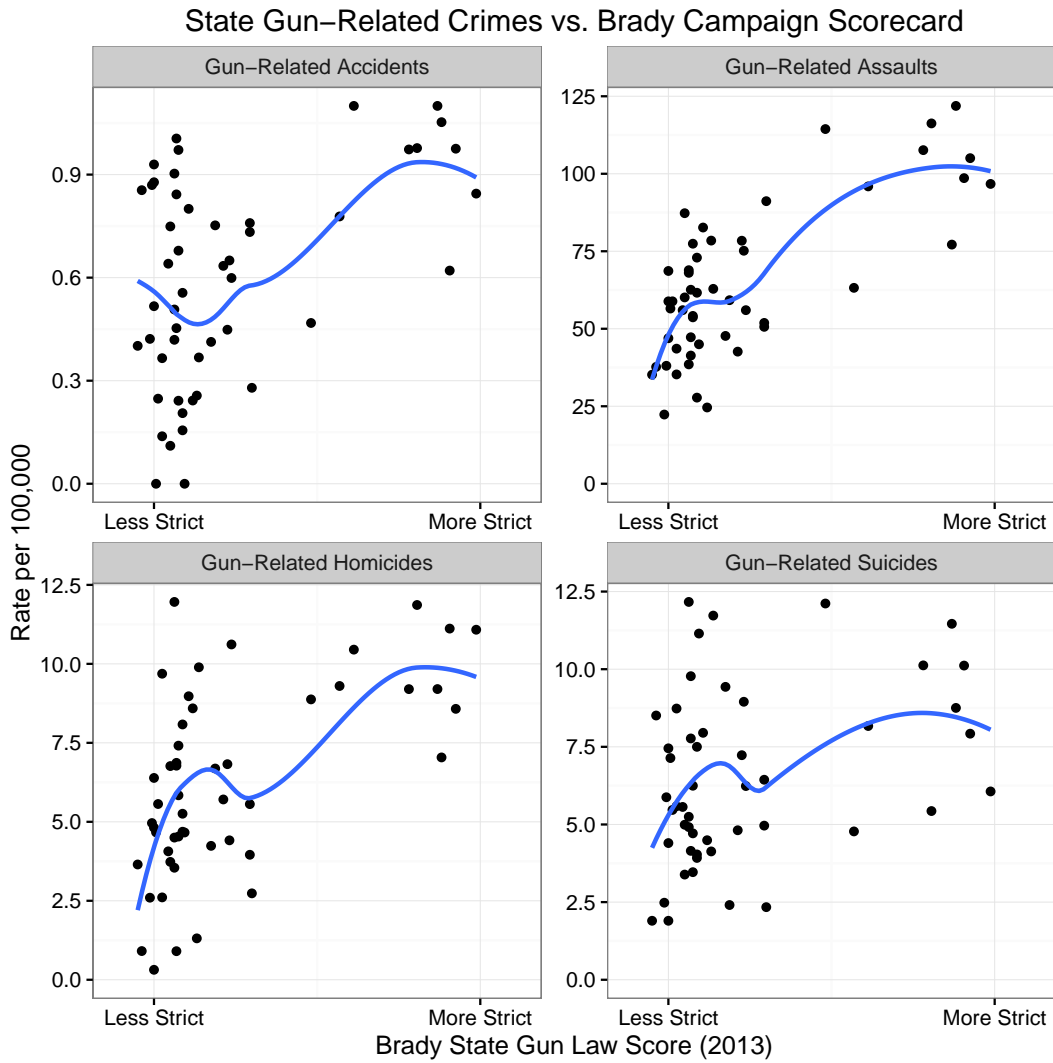 State Gun−Related Crimes vs. Brady Campaign Scorecard
Gun−Related Accidents
Gun−Related Assaults
0.9
0.6
0.3
0.0
125
100
75
50
25
0
Less Strict
More Strict
Less Strict
More Strict
Rate per 100,000
Gun−Related Homicides
Gun−Related Suicides
12.5
10.0
7.5
5.0
2.5
0.0
12.5
10.0
7.5
5.0
2.5
0.0
Less Strict
More Strict
Less Strict
More Strict
Brady State Gun Law Score (2013)